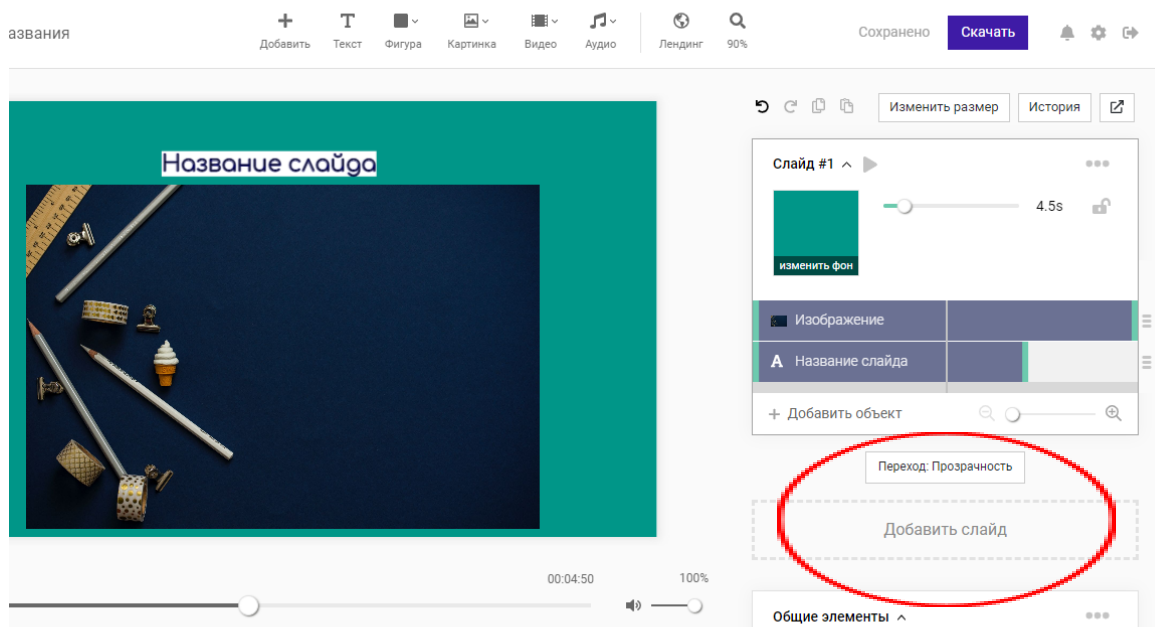 азвания
Добавить Текст Фигура Картинка Видео Аудио Лендинг 90%
Сохранено Скачать
Изменить размер История
Название слайда
Слайд #1
4.5s
изменить фон
Изображение
A Название слайда
+ Добавить объект
Переход: Прозрачность
Добавить слайд
00:04:50 100%
Общие элементы